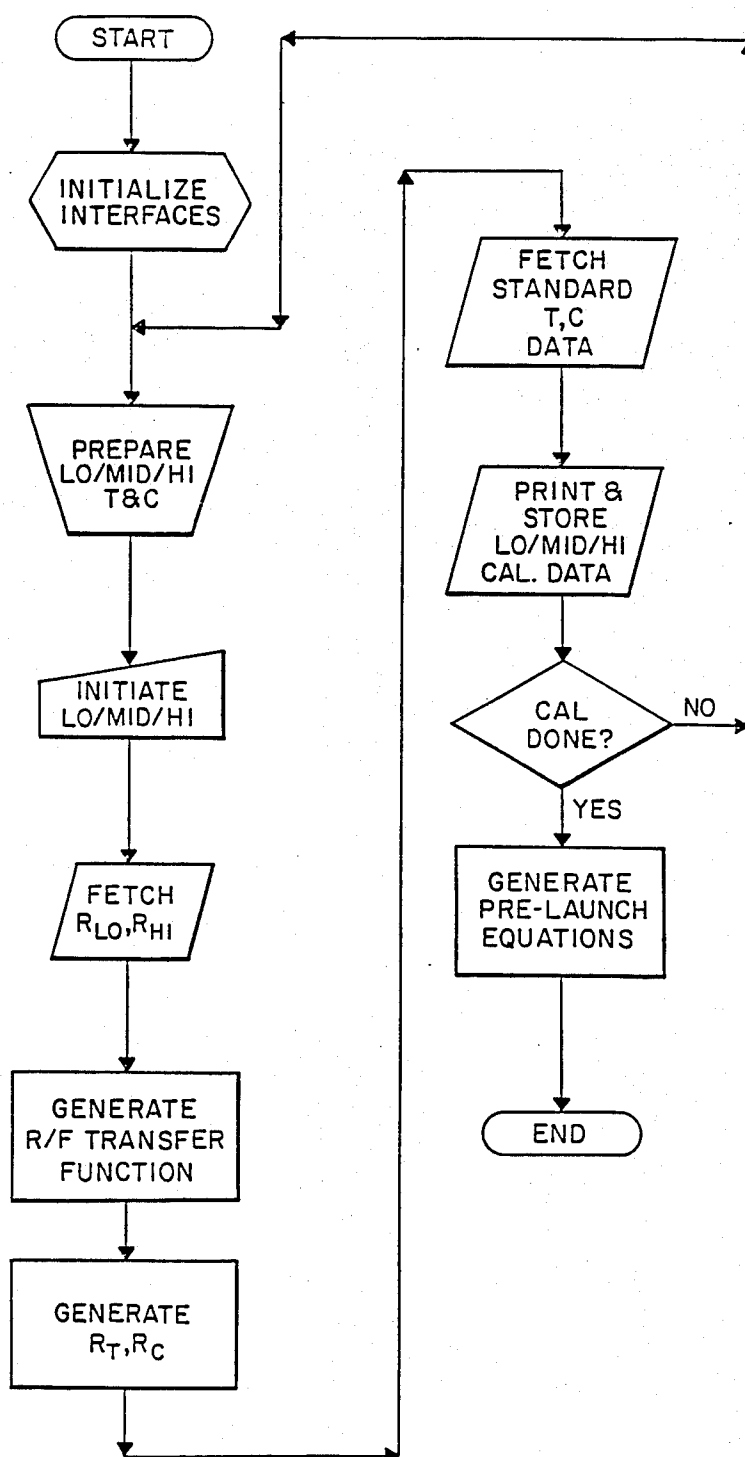 START
INITIALIZE
INTERFACES
PREPARE
LO/MID/HI
T&C
INITIATE
LO/MID/HI
FETCH
RLO,RHI
GENERATE
R/F TRANSFER
FUNCTION
GENERATE
RT,RC
FETCH
STANDARD
T,C
DATA
PRINT &
STORE
LO/MID/HI
CAL. DATA
CAL
DONE?
NO
YES
GENERATE
PRE-LAUNCH
EQUATIONS
END